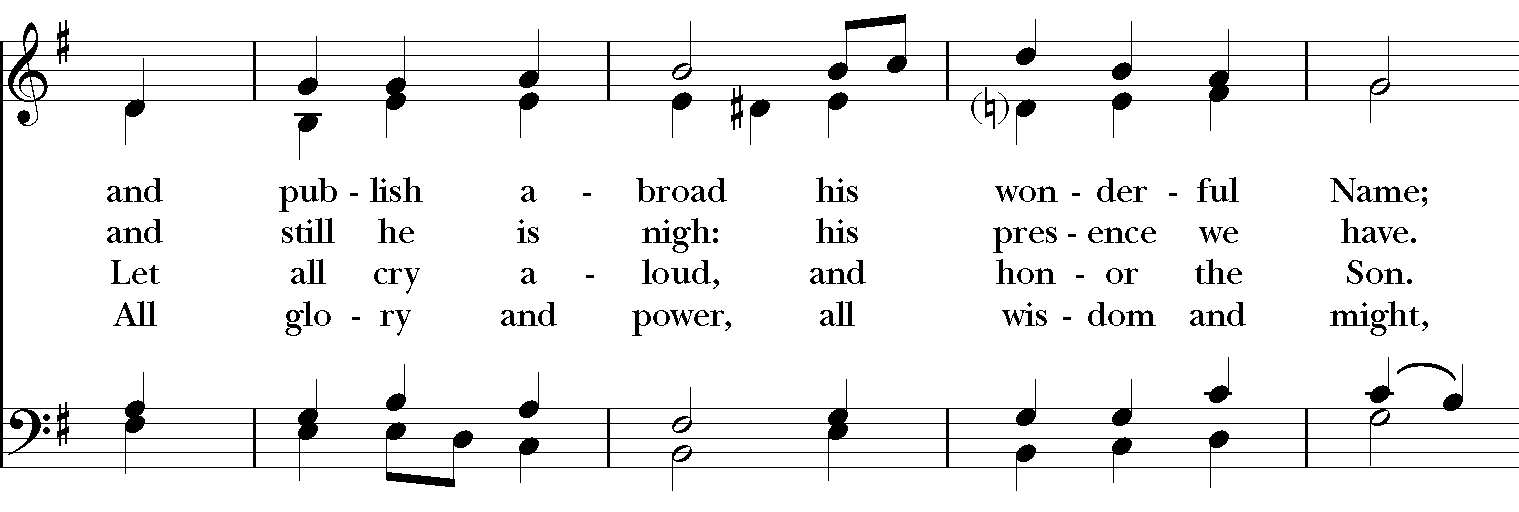 and pub - lish a - broad his won - der - ful Name;
and still he is nigh: his pres - ence we have.
Let all cry a - loud, and hon - or the Son.
All glo - ry and power, all wis - dom and might,